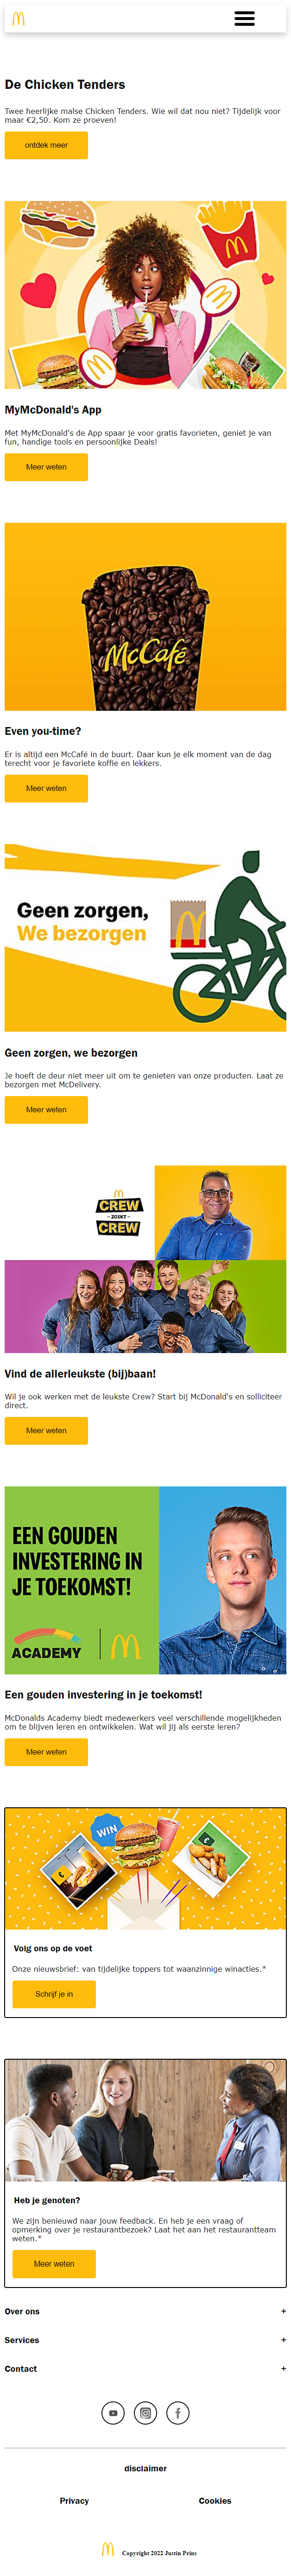 De Chicken Tenders
Twee heerlijke malse Chicken Tenders. Wie wil dat nou niet? Tijdelijk voor
maar €2,50. Kom ze proeven!
ontdek meer
MyMcDonald's App
Met MyMcDonald's de App spaar je voor gratis favorieten, geniet je van
fun, handige tools en persoonlijke Deals!
Meer weten
McCafé
Even you-time?
Er is altijd een McCafé in de buurt. Daar kun je elk moment van de dag
terecht voor je favoriete koffie en lekkers.
Meer weten
Geen zorgen,
We bezorgen
Geen zorgen, we bezorgen
Je hoeft de deur niet meer uit om te genieten van onze producten. Laat ze
bezorgen met McDelivery.
Meer weten
CREW
- ZOEKT -
CREW
Vind de allerleukste (bij)baan!
Wil je ook werken met de leukste Crew? Start bij McDonald's en solliciteer
direct.
Meer weten
EEN GOUDEN
INVESTERING IN
JE TOEKOMST!
ACADEMY
Een gouden investering in je toekomst!
McDonalds Academy biedt medewerkers veel verschillende mogelijkheden
om te blijven leren en ontwikkelen. Wat wil jij als eerste leren?
Meer weten
WIN
Volg ons op de voet
Onze nieuwsbrief: van tijdelijke toppers tot waanzinnige winacties.*
Schrijf je in
Heb je genoten?
We zijn benieuwd naar jouw feedback. En heb je een vraag of
opmerking over je restaurantbezoek? Laat het aan het restaurantteam
weten.*
Meer weten
Over ons +
Services +
Contact +
disclaimer
Privacy Cookies
Copyright 2022 Justin Prins